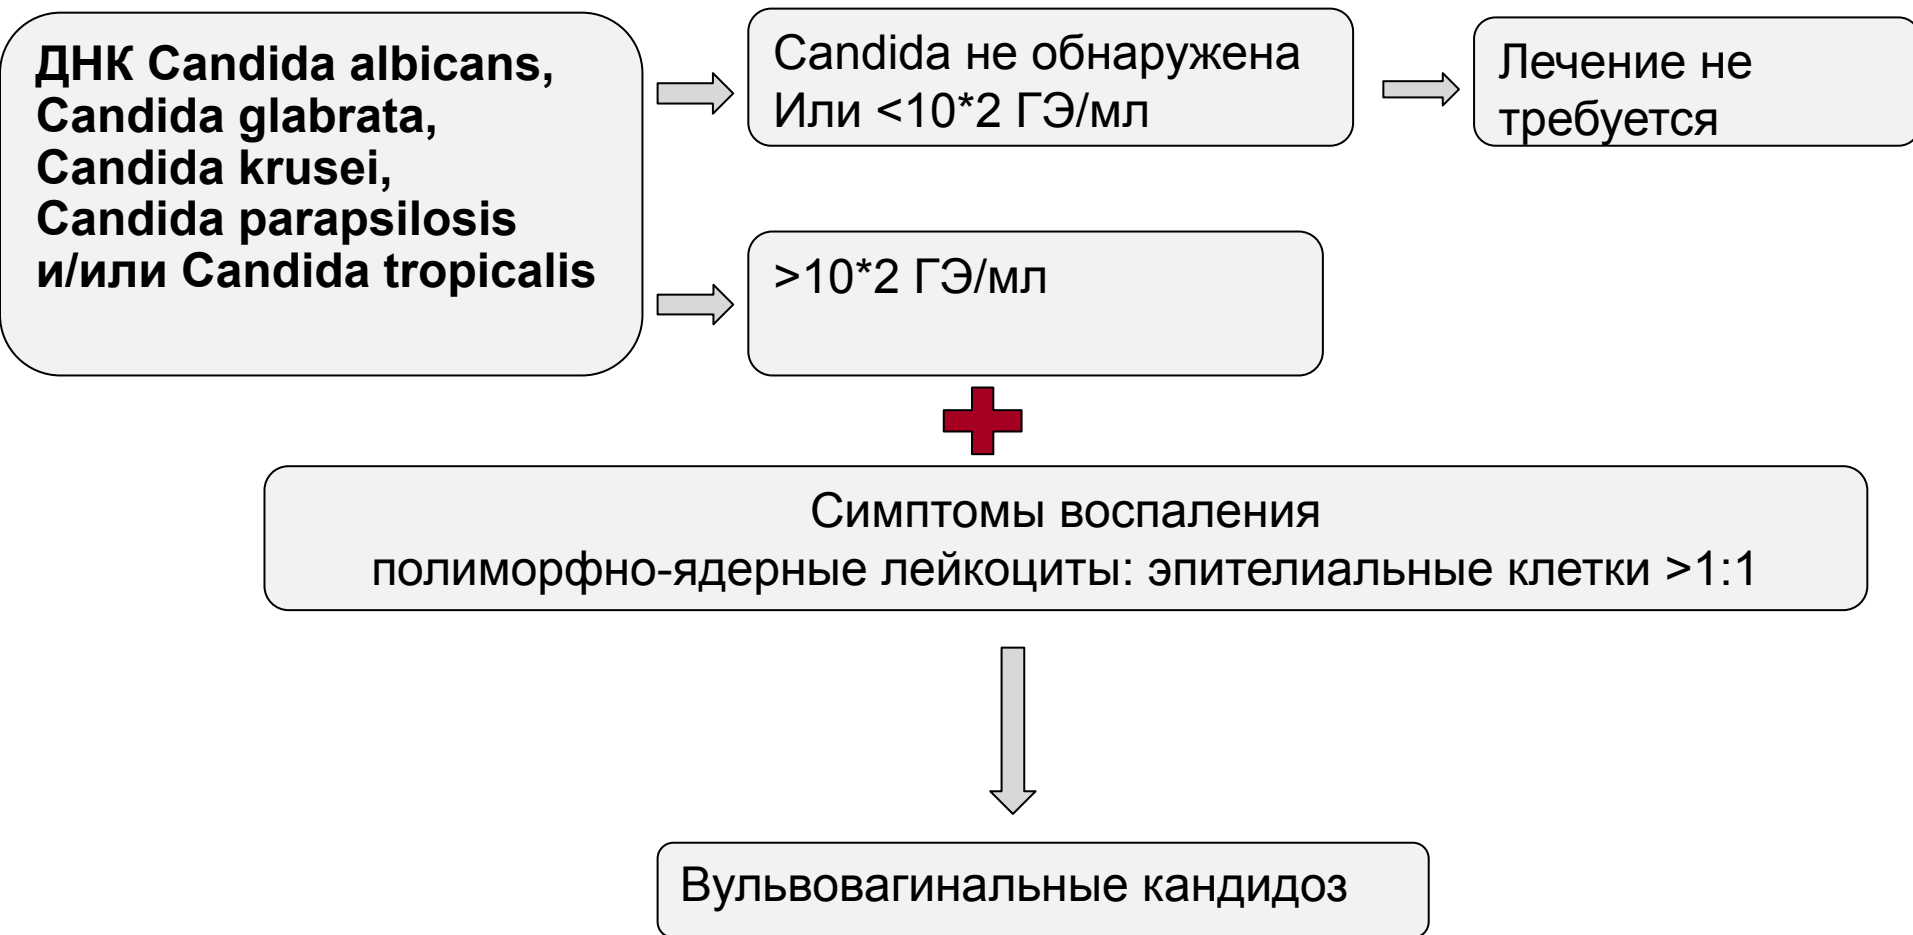 ДНК Candida albicans,
Candida glabrata,
Candida krusei,
Candida parapsilosis
и/или Candida tropicalis
Candida не обнаружена
Или <10*2 ГЭ/мл
Лечение не
требуется
>10*2 ГЭ/мл
Симптомы воспаления
полиморфно-ядерные лейкоциты: эпителиальные клетки >1:1
Вульвовагинальные кандидоз